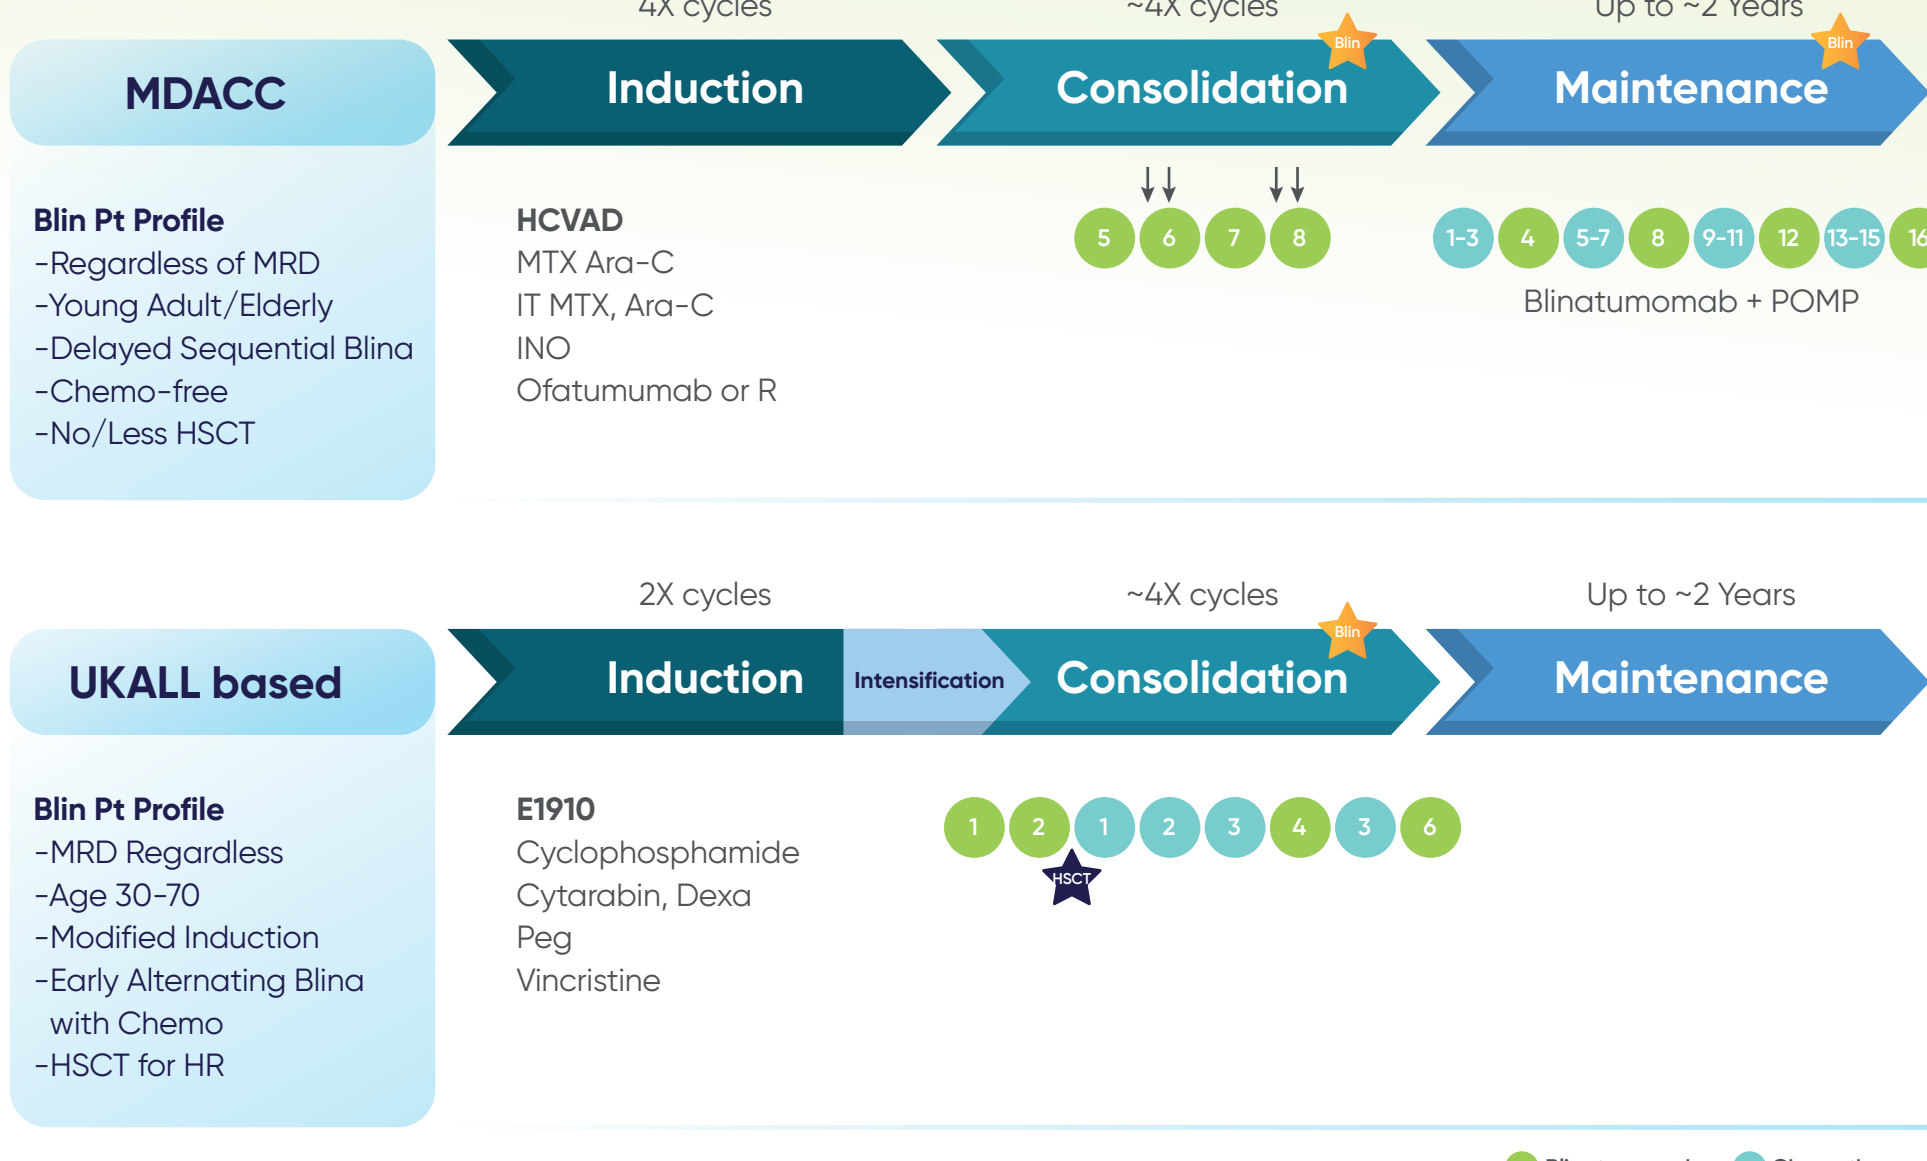 4X cycles
~4X cycles
Up to ~2 Years
MDACC
Induction
Consolidation
Blin
Maintenance
Blin
Blin Pt Profile
-Regardless of MRD
-Young Adult/Elderly
-Delayed Sequential Blina
-Chemo-free
-No/Less HSCT
HCVAD
MTX Ara-C
IT MTX, Ara-C
INO
Ofatumumab or R
5 6 7 8
1-3 4 5-7 8 9-11 12 13-15 16
Blinatumomab + POMP
2X cycles
~4X cycles
Up to ~2 Years
UKALL based
Induction
Intensification
Consolidation
Blin
Maintenance
Blin Pt Profile
-MRD Regardless
-Age 30-70
-Modified Induction
-Early Alternating Blina
with Chemo
-HSCT for HR
E1910
Cyclophosphamide
Cytarabin, Dexa
Peg
Vincristine
1 2 1 2 3 4 3 6
HSCT